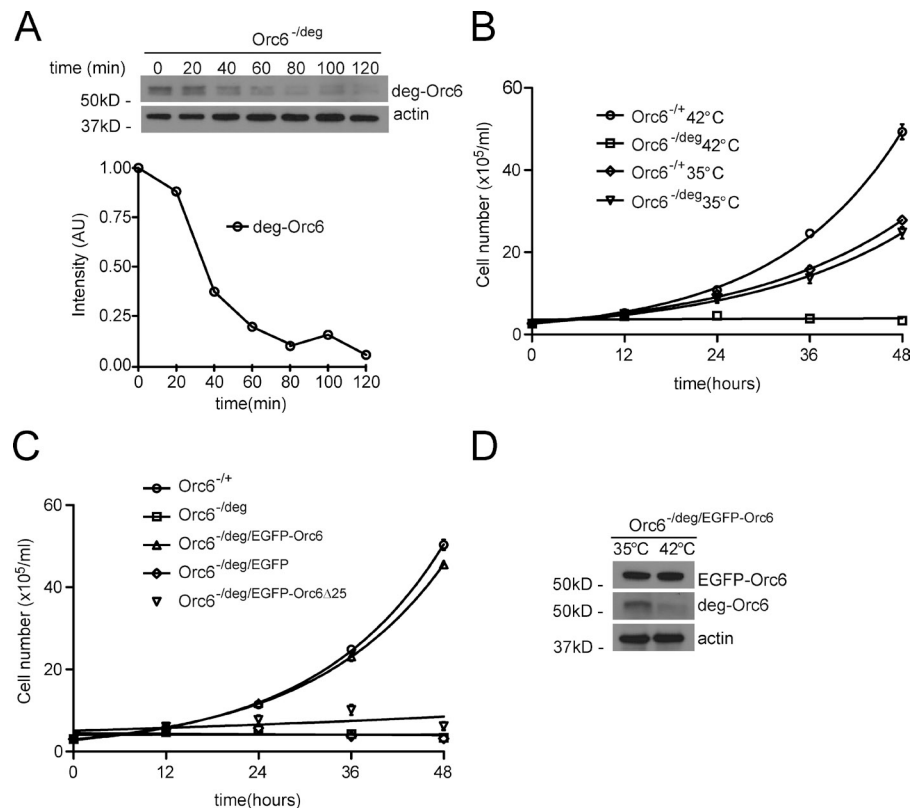 A
Orc6-/deg
time (min) 0 20 40 60 80 100 120
50kD -
deg-Orc6
37kD -
actin
1.00
0.75
0.50
0.25
0.00
Intensity (AU)
deg-Orc6
0 20 40 60 80 100 120
time(min)
B
60
40
20
0
Cell number (x10⁵/ml)
Orc6-/+ 42°C
Orc6-/deg 42°C
Orc6-/+ 35°C
Orc6-/deg 35°C
0 12 24 36 48
time(hours)
C
60
40
20
0
Cell number (x10⁵/ml)
Orc6-/+
Orc6-/deg
Orc6-/deg/EGFP-Orc6
Orc6-/deg/EGFP
Orc6-/deg/EGFP-Orc6Δ25
0 12 24 36 48
time(hours)
D
Orc6-/deg/EGFP-Orc6
35°C 42°C
50kD - EGFP-Orc6
50kD - deg-Orc6
37kD - actin